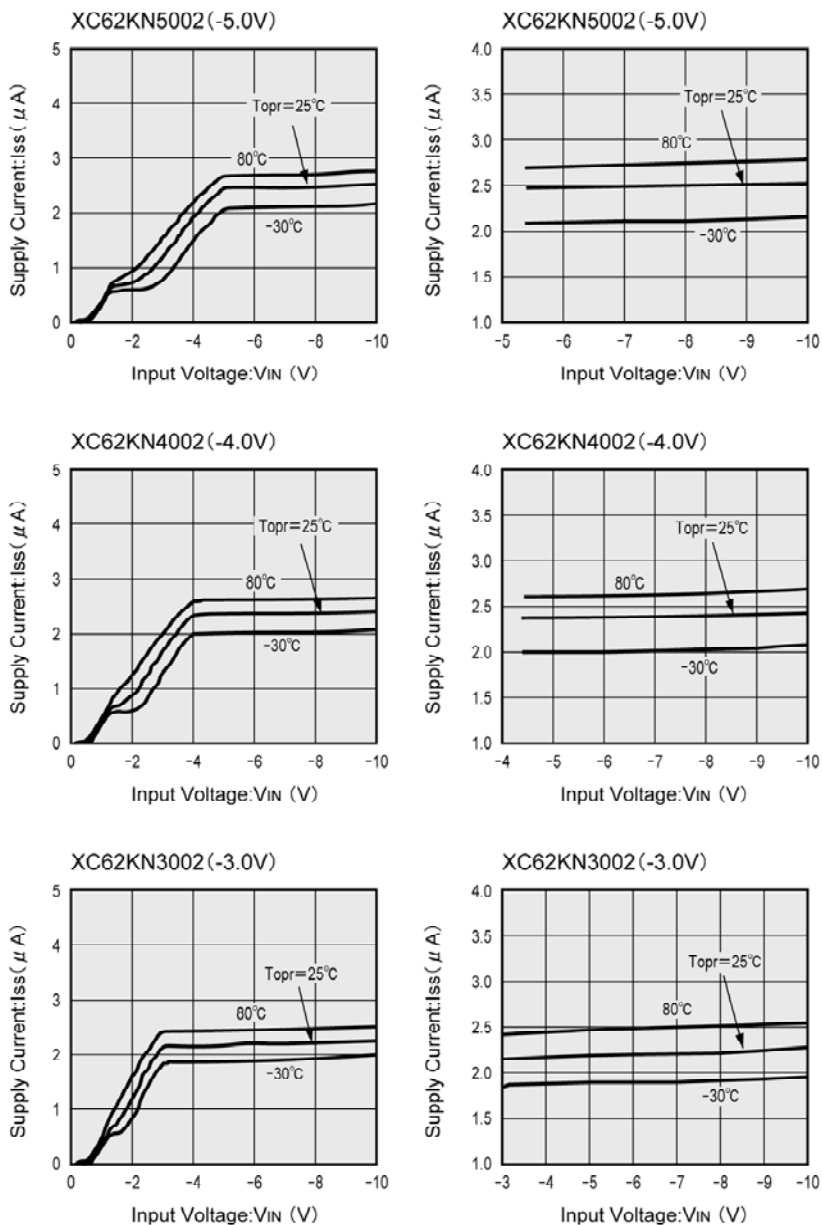 XC62KN5002(-5.0V)
Supply Current:Iss(μA)
5
4
3
2
1
0
Topr=25℃
80℃
-30℃
0 -2 -4 -6 -8 -10
Input Voltage:VIN (V)
XC62KN5002(-5.0V)
Supply Current:Iss(μA)
4.0
3.5
3.0
2.5
2.0
1.5
1.0
Topr=25℃
80℃
-30℃
-5 -6 -7 -8 -9 -10
Input Voltage:VIN (V)
XC62KN4002(-4.0V)
Supply Current:Iss(μA)
5
4
3
2
1
0
Topr=25℃
80℃
-30℃
0 -2 -4 -6 -8 -10
Input Voltage:VIN (V)
XC62KN4002(-4.0V)
Supply Current:Iss(μA)
4.0
3.5
3.0
2.5
2.0
1.5
1.0
Topr=25℃
80℃
-30℃
-4 -5 -6 -7 -8 -9 -10
Input Voltage:VIN (V)
XC62KN3002(-3.0V)
Supply Current:Iss(μA)
5
4
3
2
1
0
Topr=25℃
80℃
-30℃
0 -2 -4 -6 -8 -10
Input Voltage:VIN (V)
XC62KN3002(-3.0V)
Supply Current:Iss(μA)
4.0
3.5
3.0
2.5
2.0
1.5
1.0
Topr=25℃
80℃
-30℃
-3 -4 -5 -6 -7 -8 -9 -10
Input Voltage:VIN (V)